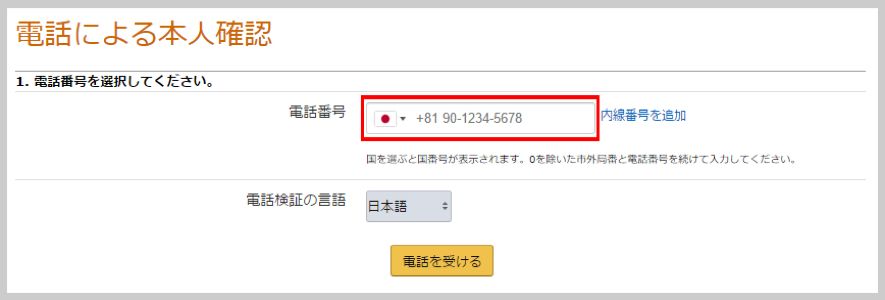 電話による本人確認
1. 電話番号を選択してください。
電話番号 +81 90-1234-5678 内線番号を追加
国を選ぶと国番号が表示されます。0を除いた市外局番と電話番号を続けて入力してください。
電話検証の言語 日本語
電話を受ける